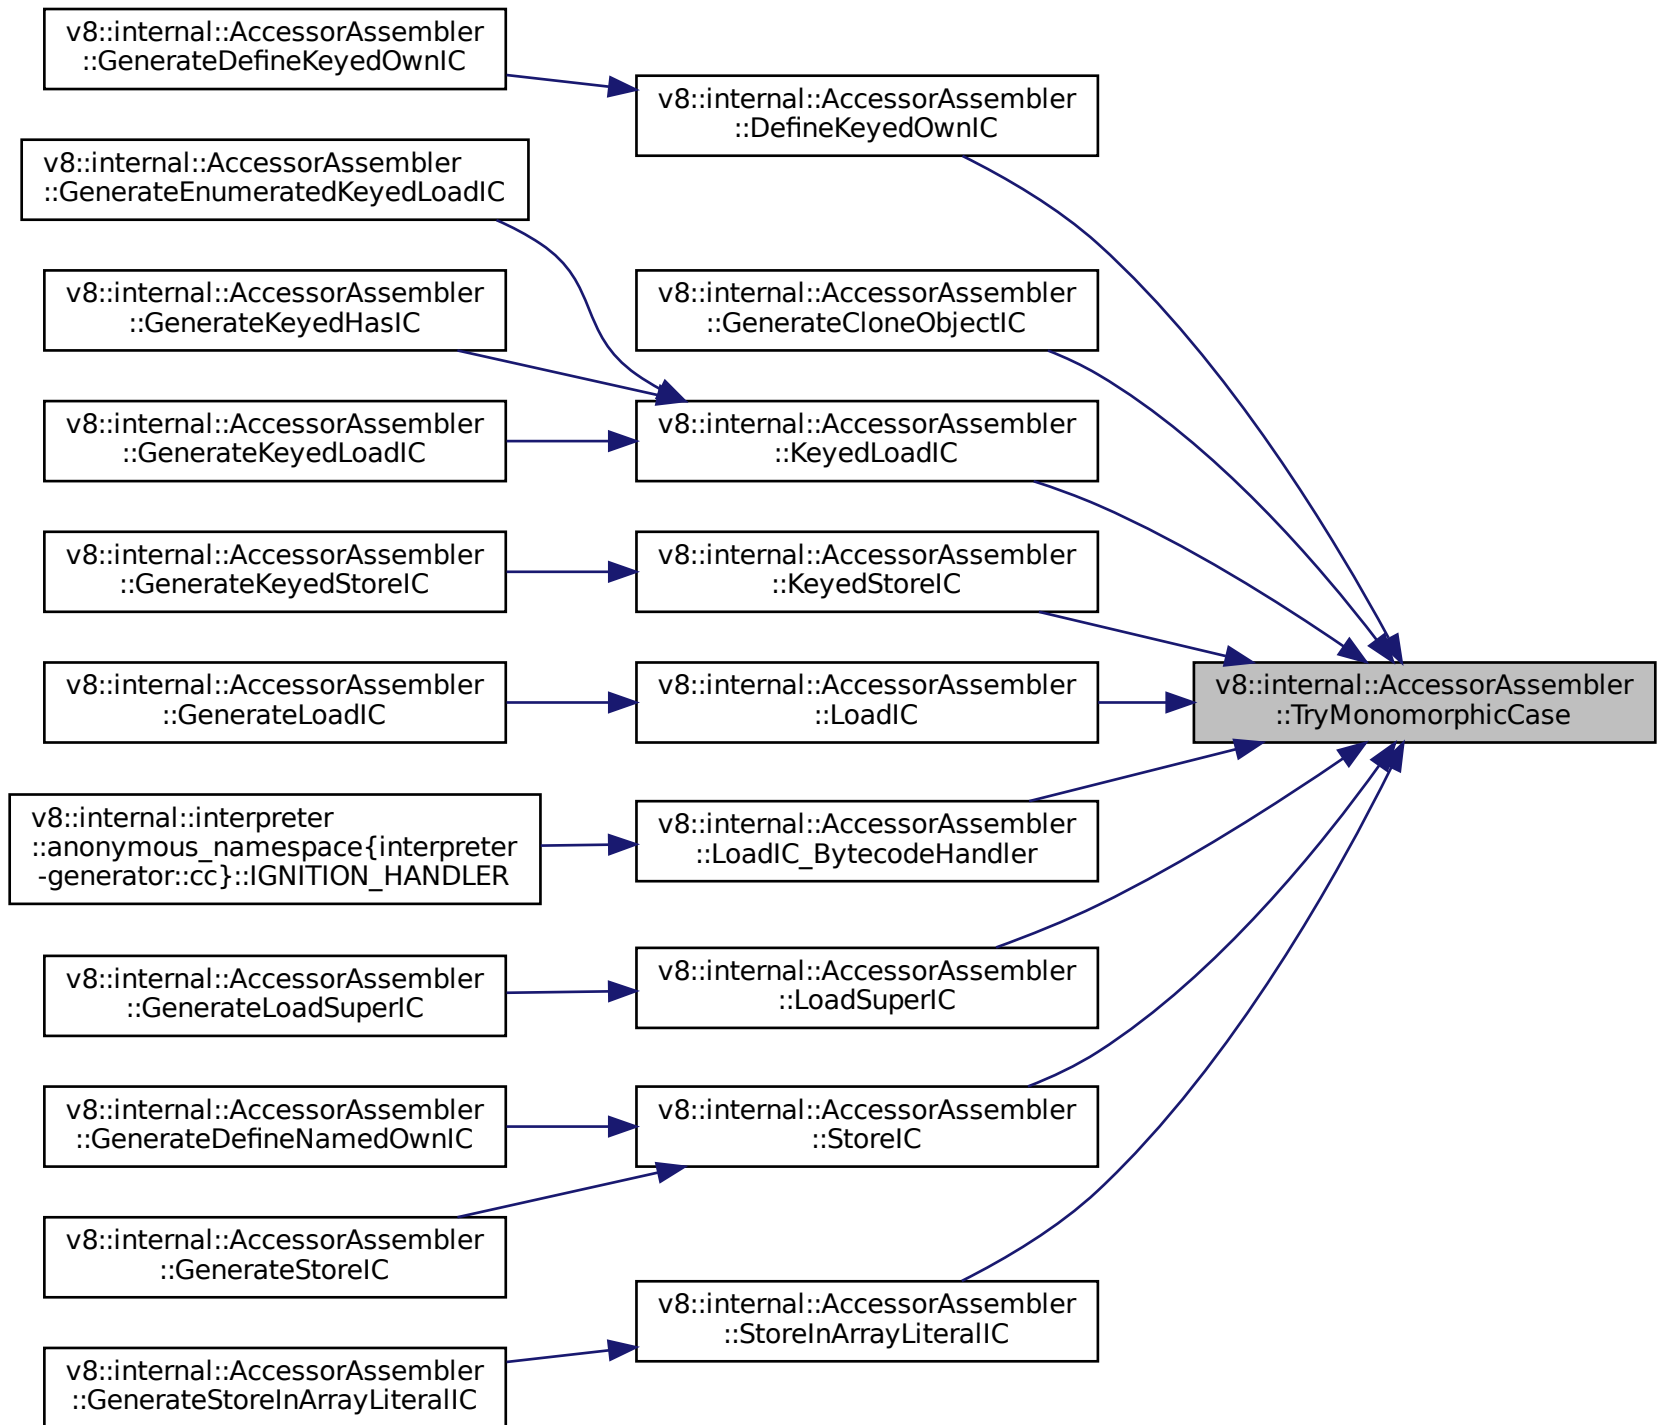 v8::internal::AccessorAssembler
::GenerateDefineKeyedOwnIC
v8::internal::AccessorAssembler
::DefineKeyedOwnIC
v8::internal::AccessorAssembler
::GenerateEnumeratedKeyedLoadIC
v8::internal::AccessorAssembler
::GenerateKeyedHasIC
v8::internal::AccessorAssembler
::GenerateCloneObjectIC
v8::internal::AccessorAssembler
::GenerateKeyedLoadIC
v8::internal::AccessorAssembler
::KeyedLoadIC
v8::internal::AccessorAssembler
::GenerateKeyedStoreIC
v8::internal::AccessorAssembler
::KeyedStoreIC
v8::internal::AccessorAssembler
::GenerateLoadIC
v8::internal::AccessorAssembler
::LoadIC
v8::internal::AccessorAssembler
::TryMonomorphicCase
v8::internal::interpreter
::anonymous_namespace{interpreter
-generator::cc}::IGNITION_HANDLER
v8::internal::AccessorAssembler
::LoadIC_BytecodeHandler
v8::internal::AccessorAssembler
::GenerateLoadSuperIC
v8::internal::AccessorAssembler
::LoadSuperIC
v8::internal::AccessorAssembler
::GenerateDefineNamedOwnIC
v8::internal::AccessorAssembler
::StoreIC
v8::internal::AccessorAssembler
::GenerateStoreIC
v8::internal::AccessorAssembler
::StoreInArrayLiteralIC
v8::internal::AccessorAssembler
::GenerateStoreInArrayLiteralIC